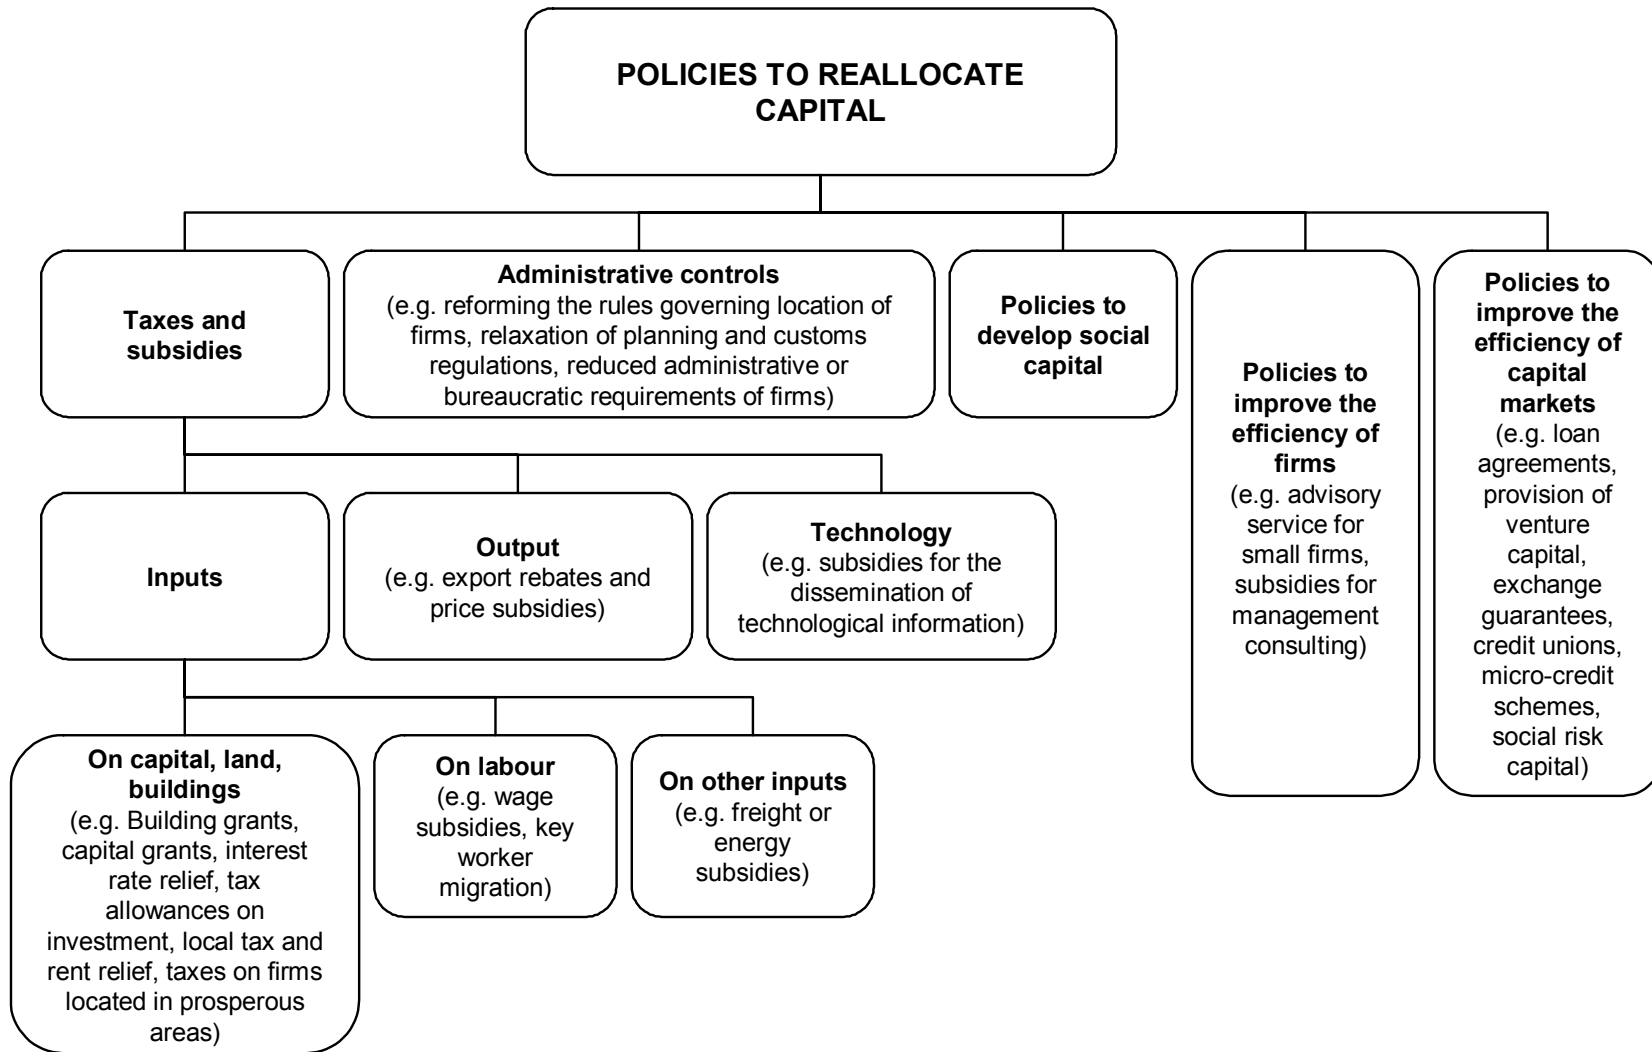 POLICIES TO REALLOCATE
CAPITAL
Taxes and
subsidies
Administrative controls
(e.g. reforming the rules governing location of
firms, relaxation of planning and customs
regulations, reduced administrative or
bureaucratic requirements of firms)
Policies to
develop social
capital
Policies to
improve the
efficiency of
firms
(e.g. advisory
service for
small firms,
subsidies for
management
consulting)
Policies to
improve the
efficiency of
capital
markets
(e.g. loan
agreements,
provision of
venture
capital,
exchange
guarantees,
credit unions,
micro-credit
schemes,
social risk
capital)
Inputs
Output
(e.g. export rebates and
price subsidies)
Technology
(e.g. subsidies for the
dissemination of
technological information)
On capital, land,
buildings
(e.g. Building grants,
capital grants, interest
rate relief, tax
allowances on
investment, local tax and
rent relief, taxes on firms
located in prosperous
areas)
On labour
(e.g. wage
subsidies, key
worker
migration)
On other inputs
(e.g. freight or
energy
subsidies)